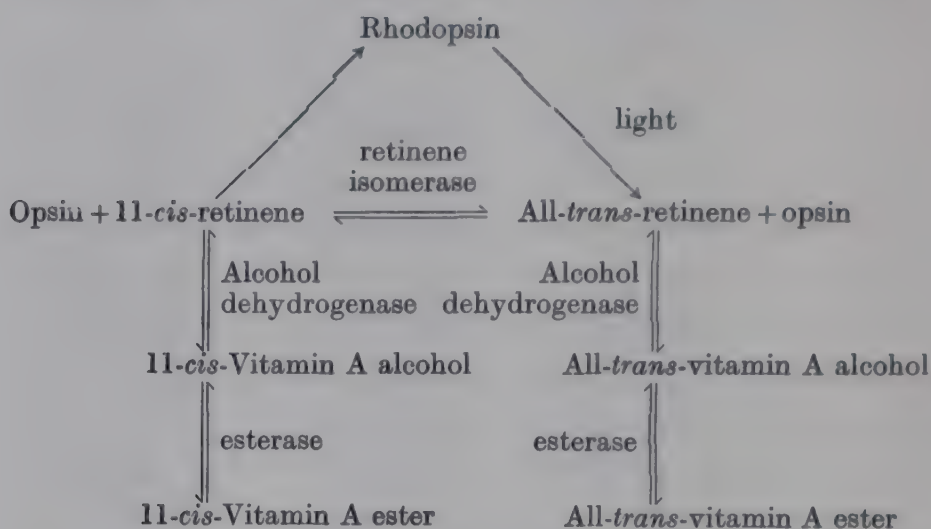 Rhodopsin
light
retinene
isomerase
Opsin + 11-cis-retinene All-trans-retinene + opsin
Alcohol Alcohol
dehydrogenase dehydrogenase
11-cis-Vitamin A alcohol All-trans-vitamin A alcohol
esterase esterase
11-cis-Vitamin A ester All-trans-vitamin A ester